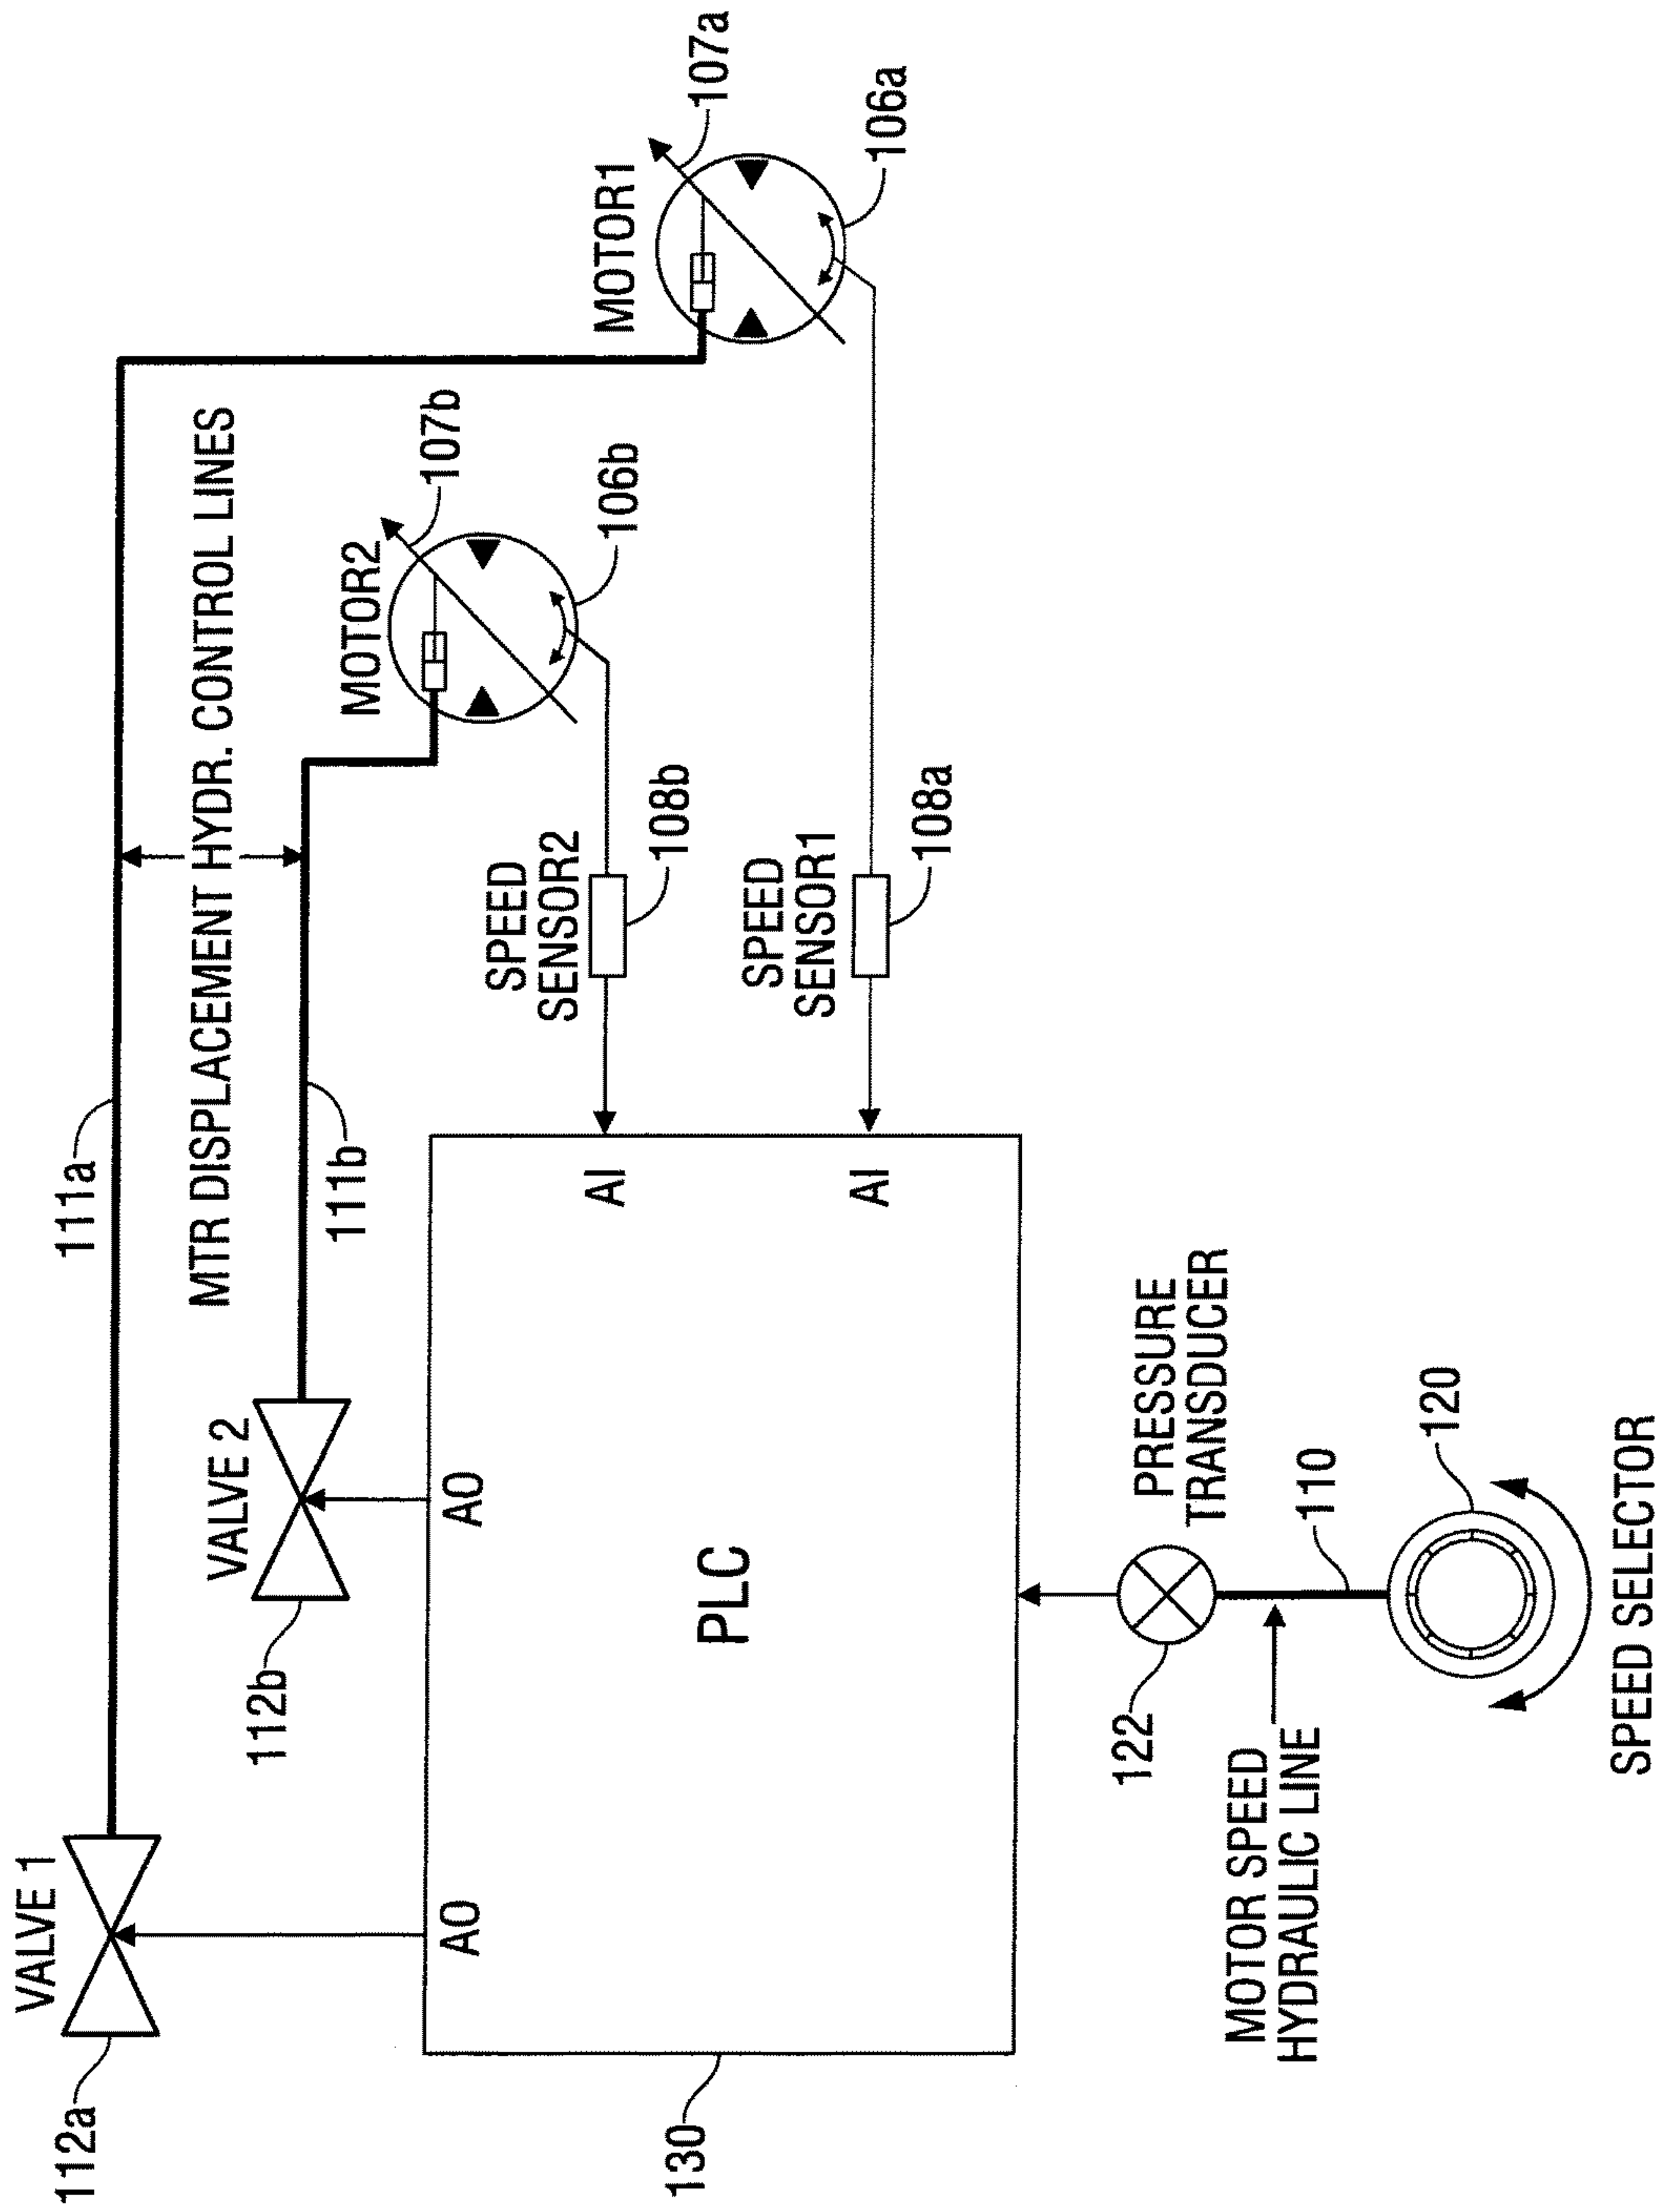 112a
VALVE 1
111a
MTR DISPLACEMENT HYDR. CONTROL LINES
VALVE 2
112b
111b
MOTOR2
107b
106b
MOTOR1
107a
106a
SPEED
SENSOR2
108b
SPEED
SENSOR1
108a
AO
AO
AI
AI
PLC
130
PRESSURE
TRANSDUCER
122
MOTOR SPEED
HYDRAULIC LINE
110
120
SPEED SELECTOR